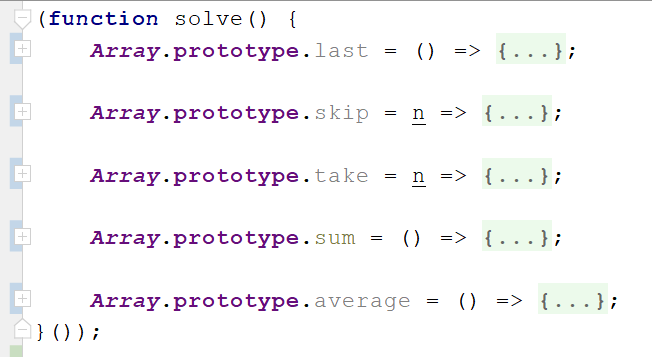 (function solve() {
Array.prototype.last = () => {...};
Array.prototype.skip = n => {...};
Array.prototype.take = n => {...};
Array.prototype.sum = () => {...};
Array.prototype.average = () => {...};
}());